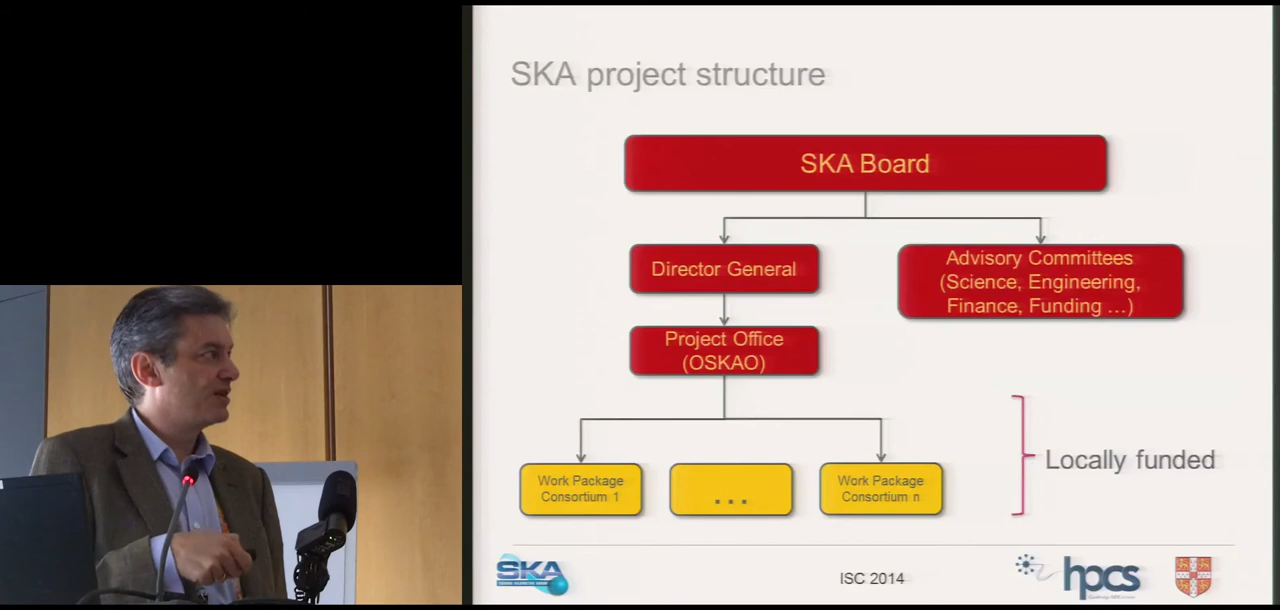 SKA project structure
SKA Board
Director General
Advisory Committees
(Science, Engineering,
Finance, Funding ...)
Project Office
(OSKAO)
Work Package
Consortium 1
...
Work Package
Consortium n
Locally funded
SKA
ISC 2014
hpcs